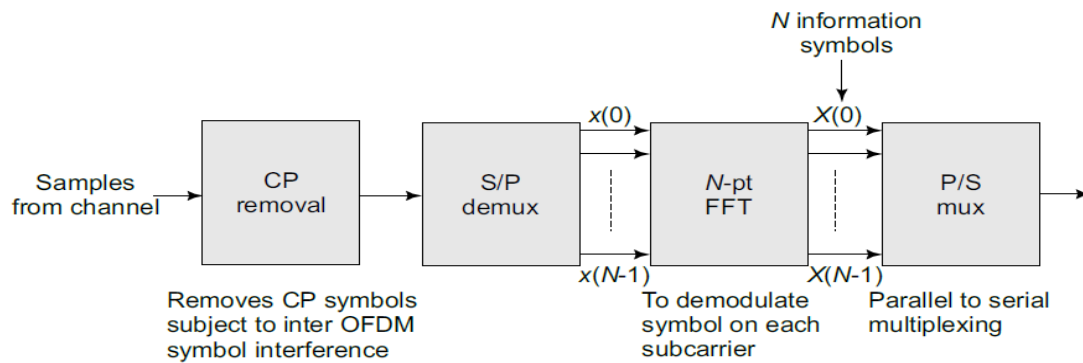 N information
symbols
x(0)
X(0)
Samples
from channel
CP
removal
S/P
demux
N-pt
FFT
P/S
mux
x(N-1)
X(N-1)
Removes CP symbols
subject to inter OFDM
symbol interference
To demodulate
symbol on each
subcarrier
Parallel to serial
multiplexing